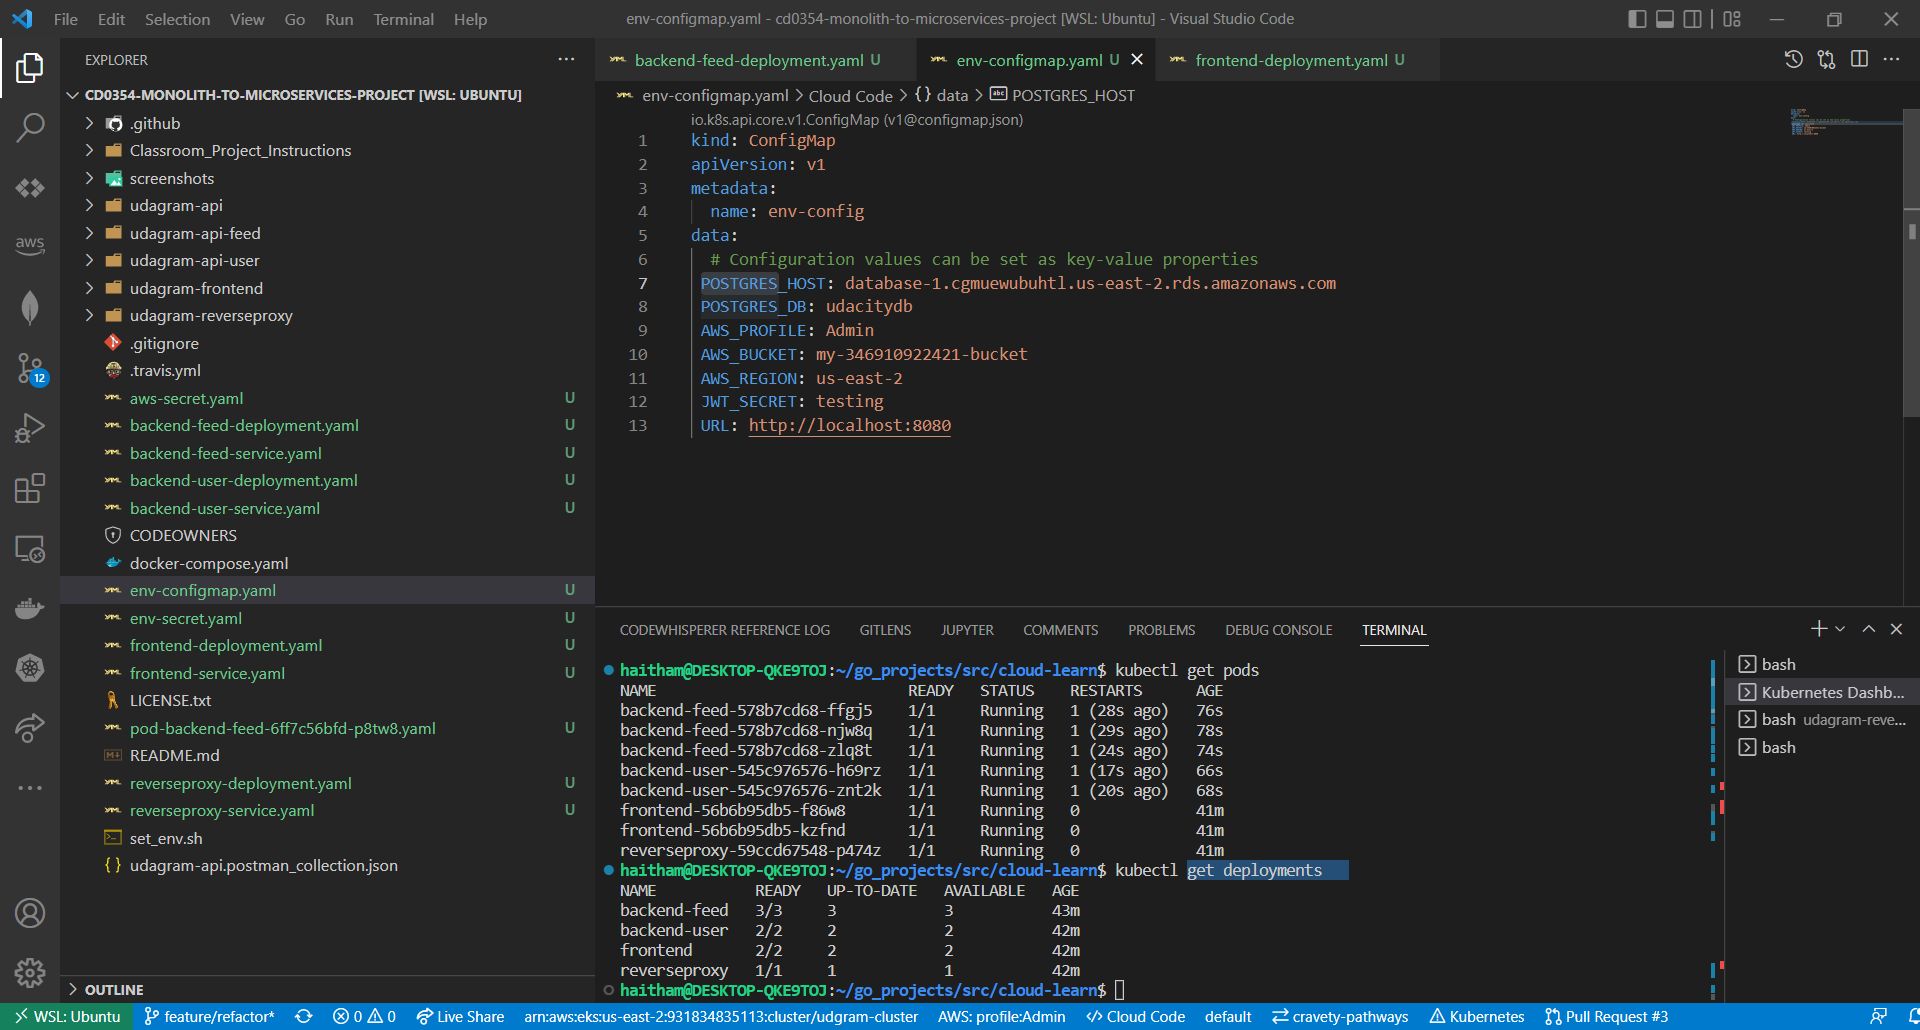 File Edit Selection View Go Run Terminal Help
env-configmap.yaml - cd0354-monolith-to-microservices-project [WSL: Ubuntu] - Visual Studio Code
EXPLORER
CD0354-MONOLITH-TO-MICROSERVICES-PROJECT [WSL: UBUNTU]
.github
Classroom_Project_Instructions
screenshots
udagram-api
udagram-api-feed
udagram-api-user
udagram-frontend
udagram-reverseproxy
.gitignore
.travis.yml
aws-secret.yaml U
backend-feed-deployment.yaml U
backend-feed-service.yaml U
backend-user-deployment.yaml U
backend-user-service.yaml U
CODEOWNERS
docker-compose.yaml
env-configmap.yaml U
env-secret.yaml U
frontend-deployment.yaml U
frontend-service.yaml U
LICENSE.txt
pod-backend-feed-6ff7c56bfd-p8tw8.yaml U
README.md
reverseproxy-deployment.yaml U
reverseproxy-service.yaml U
set_env.sh
udagram-api.postman_collection.json
OUTLINE
aws
12
backend-feed-deployment.yaml U env-configmap.yaml U frontend-deployment.yaml U
env-configmap.yaml > Cloud Code > {} data > POSTGRES_HOST
io.k8s.api.core.v1.ConfigMap (v1@configmap.json)
1 kind: ConfigMap
2 apiVersion: v1
3 metadata:
4 name: env-config
5 data:
6 # Configuration values can be set as key-value properties
7 POSTGRES_HOST: database-1.cgmuewubuhtl.us-east-2.rds.amazonaws.com
8 POSTGRES_DB: udacitydb
9 AWS_PROFILE: Admin
10 AWS_BUCKET: my-346910922421-bucket
11 AWS_REGION: us-east-2
12 JWT_SECRET: testing
13 URL: http://localhost:8080
CODEWHISPERER REFERENCE LOG GITLENS JUPYTER COMMENTS PROBLEMS DEBUG CONSOLE TERMINAL
haitham@DESKTOP-QKE9TOJ:~/go_projects/src/cloud-learn$ kubectl get pods
NAME READY STATUS RESTARTS AGE
backend-feed-578b7cd68-ffgj5 1/1 Running 1 (28s ago) 76s
backend-feed-578b7cd68-njw8q 1/1 Running 1 (29s ago) 78s
backend-feed-578b7cd68-zlq8t 1/1 Running 1 (24s ago) 74s
backend-user-545c976576-h69rz 1/1 Running 1 (17s ago) 66s
backend-user-545c976576-znt2k 1/1 Running 1 (20s ago) 68s
frontend-56b6b95db5-f86w8 1/1 Running 0 41m
frontend-56b6b95db5-kzfnd 1/1 Running 0 41m
reverseproxy-59ccd67548-p474z 1/1 Running 0 41m
haitham@DESKTOP-QKE9TOJ:~/go_projects/src/cloud-learn$ kubectl get deployments
NAME READY UP-TO-DATE AVAILABLE AGE
backend-feed 3/3 3 3 43m
backend-user 2/2 2 2 42m
frontend 2/2 2 2 42m
reverseproxy 1/1 1 1 42m
haitham@DESKTOP-QKE9TOJ:~/go_projects/src/cloud-learn$
bash
Kubernetes Dashb...
bash udagram-reve...
bash
WSL: Ubuntu feature/refactor* 0 0 Live Share arn:aws:eks:us-east-2:931834835113:cluster/udgram-cluster AWS: profile:Admin Cloud Code default cravety-pathways Kubernetes Pull Request #3